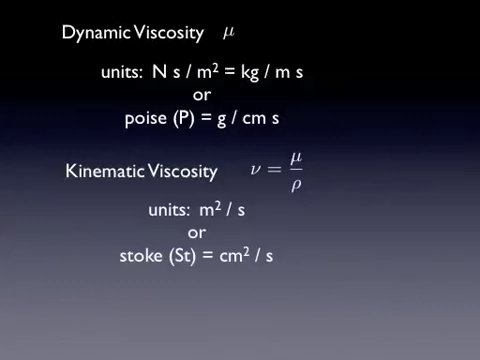 Dynamic Viscosity μ
units: N s / m² = kg / m s
or
poise (P) = g / cm s
Kinematic Viscosity ν = μ / ρ
units: m² / s
or
stoke (St) = cm² / s